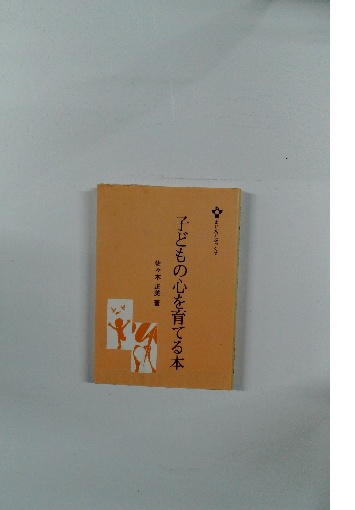 子どもの心を育てる本
佐々木 正美 著